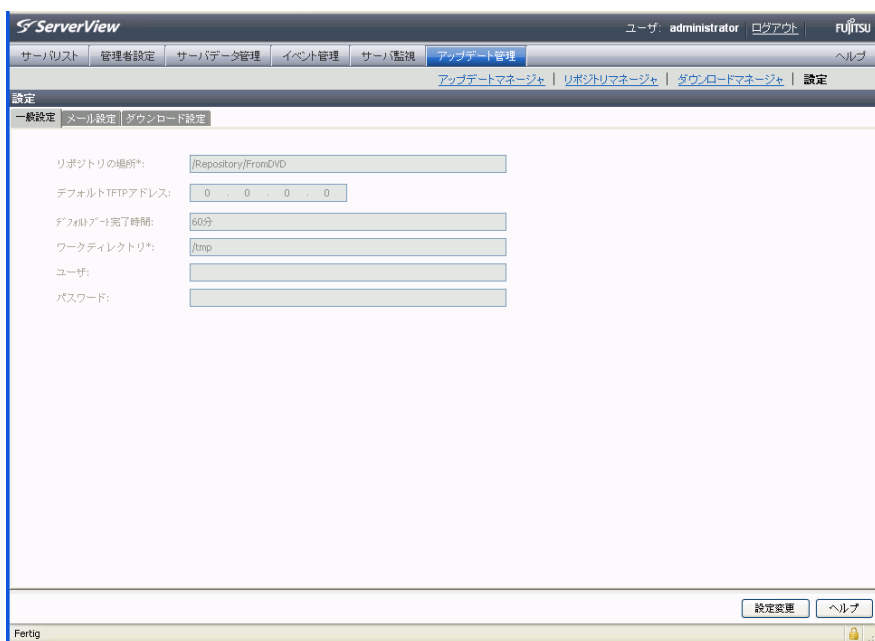 ServerView ユーザ: administrator ログアウト FUJITSU
サーバリスト 管理者設定 サーバデータ管理 イベント管理 サーバ監視 アップデート管理 ヘルプ
アップデートマネージャ | リポジトリマネージャ | ダウンロードマネージャ | 設定
設定
一般設定 メール設定 ダウンロード設定
リポジトリの場所*: /Repository/FromDVD
デフォルトTFTPアドレス: 0 . 0 . 0 . 0
ﾃﾞﾌｫﾙﾄﾌﾞｰﾄ完了時間: 60分
ワークディレクトリ*: /tmp
ユーザ:
パスワード:
設定変更 ヘルプ
Fertig